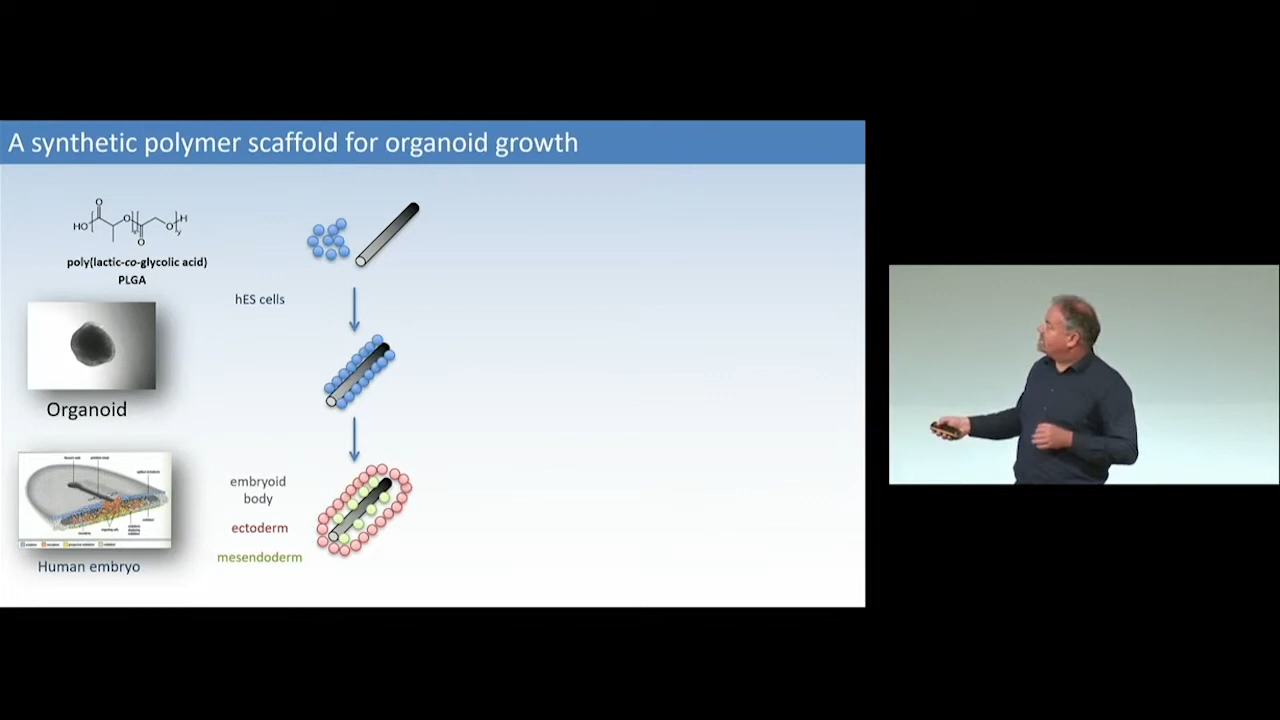 A synthetic polymer scaffold for organoid growth
poly(lactic-co-glycolic acid)
PLGA
hES cells
Organoid
embryoid
body
ectoderm
mesendoderm
Human embryo